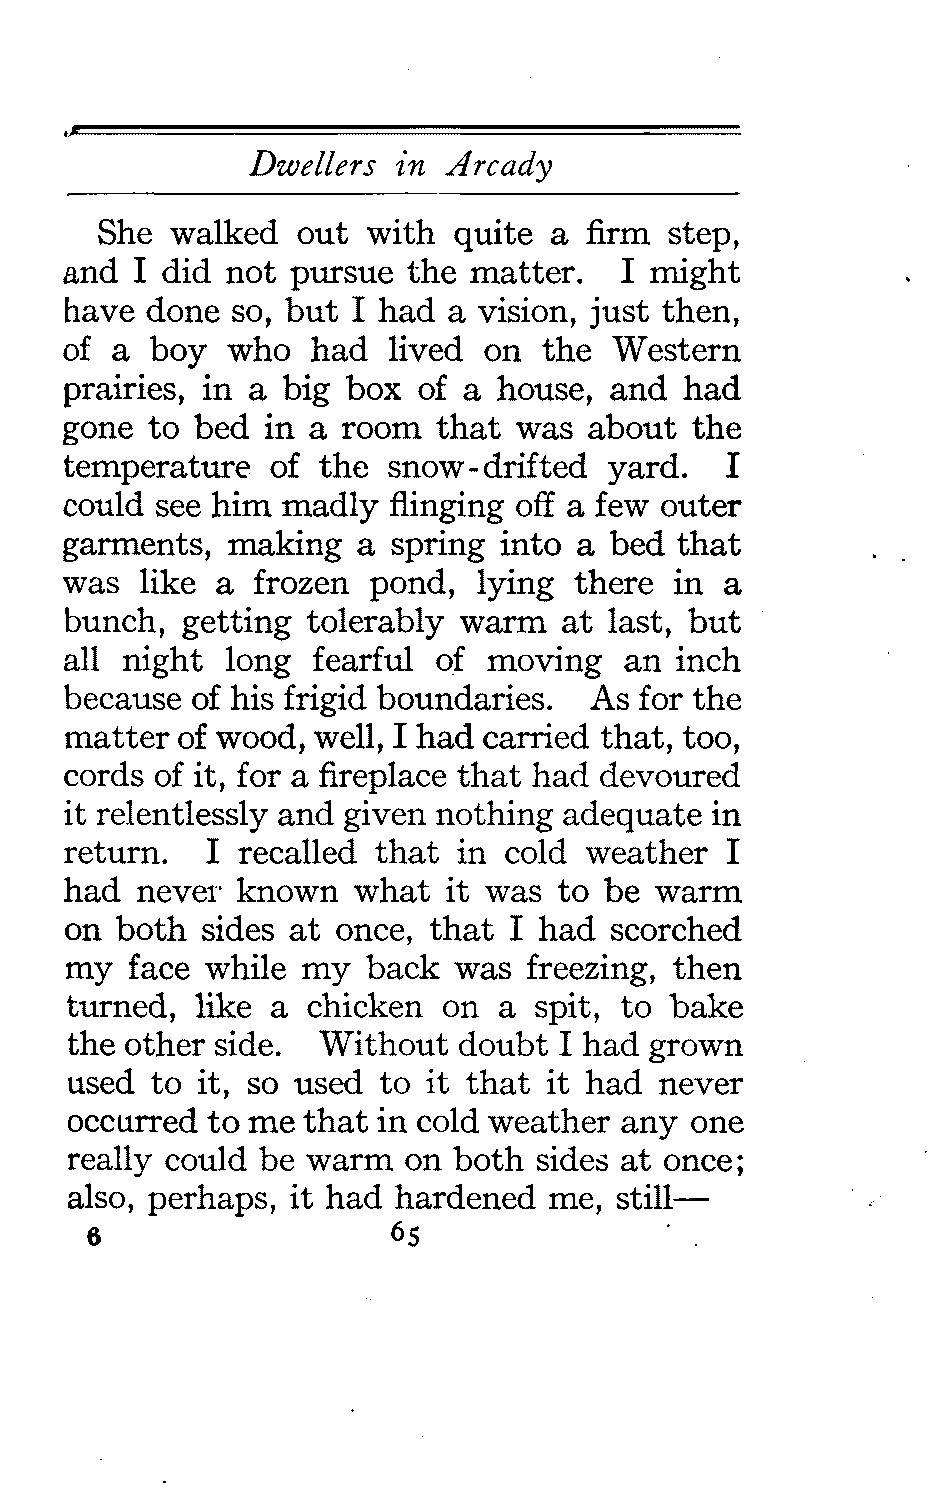 Dwellers in Arcady
She walked out with quite a firm step,
and I did not pursue the matter. I might
have done so, but I had a vision, just then,
of a boy who had lived on the Western
prairies, in a big box of a house, and had
gone to bed in a room that was about the
temperature of the snow-drifted yard. I
could see him madly flinging off a few outer
garments, making a spring into a bed that
was like a frozen pond, lying there in a
bunch, getting tolerably warm at last, but
all night long fearful of moving an inch
because of his frigid boundaries. As for the
matter of wood, well, I had carried that, too,
cords of it, for a fireplace that had devoured
it relentlessly and given nothing adequate in
return. I recalled that in cold weather I
had never known what it was to be warm
on both sides at once, that I had scorched
my face while my back was freezing, then
turned, like a chicken on a spit, to bake
the other side. Without doubt I had grown
used to it, so used to it that it had never
occurred to me that in cold weather any one
really could be warm on both sides at once;
also, perhaps, it had hardened me, still—
6 65